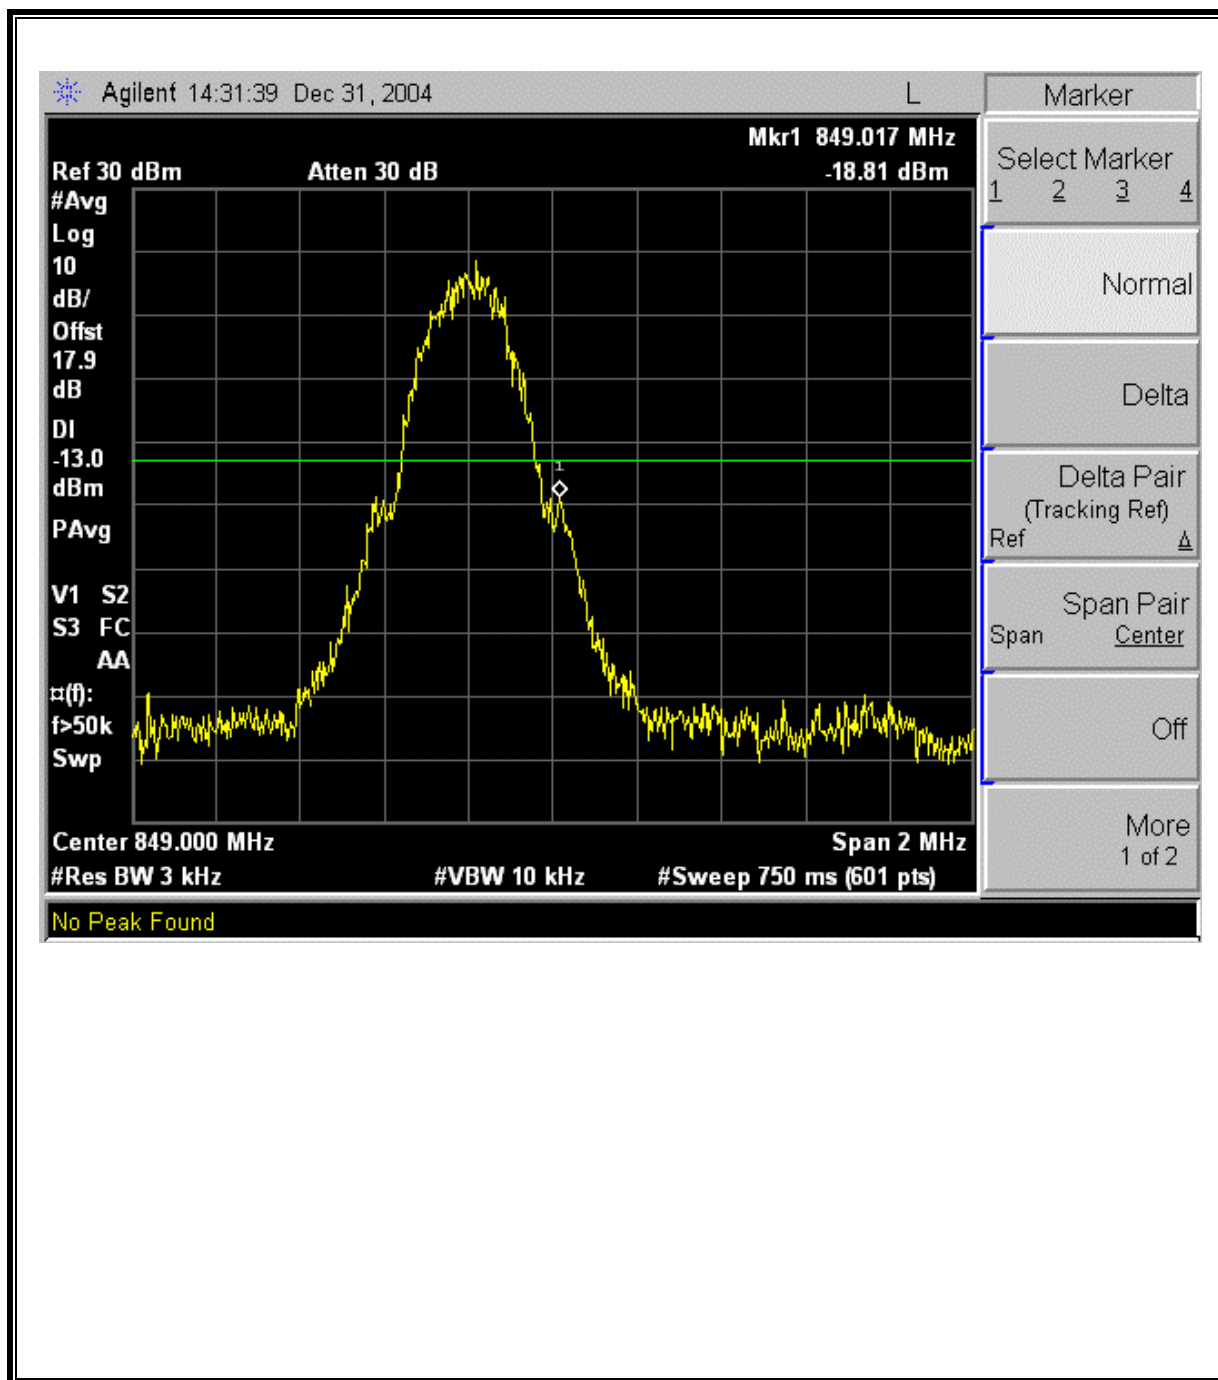 Agilent 14:31:39 Dec 31, 2004 L
Mkr1 849.017 MHz
Ref 30 dBm Atten 30 dB -18.81 dBm
#Avg
Log
10
dB/
Offst
17.9
dB
DI
-13.0
dBm
PAvg
V1 S2
S3 FC
AA
¤(f):
f>50k
Swp
1
Center 849.000 MHz Span 2 MHz
#Res BW 3 kHz #VBW 10 kHz #Sweep 750 ms (601 pts)
No Peak Found
Marker
Select Marker
1 2 3 4
Normal
Delta
Delta Pair
(Tracking Ref)
Ref Δ
Span Pair
Span Center
Off
More
1 of 2